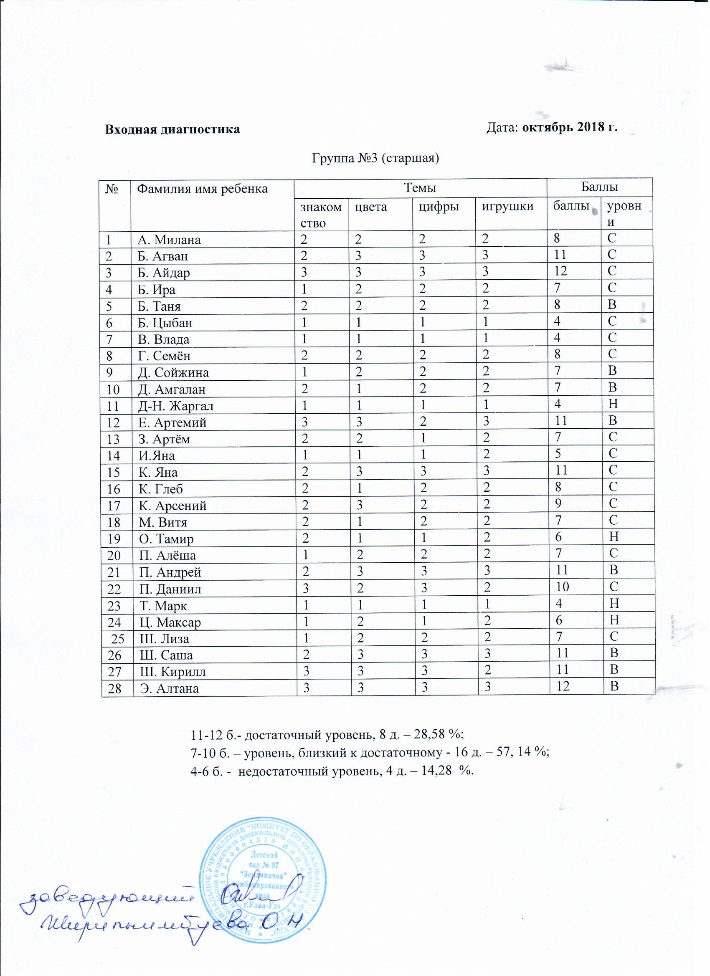 Входная диагностика Дата: октябрь 2018 г.
Группа №3 (старшая)
№ Фамилия имя ребенка Темы Баллы
знаком цвета цифры игрушки баллы уровн
ство и
1 А. Милана 2 2 2 2 8 С
2 Б. Агван 2 3 3 3 11 С
3 Б. Айдар 3 3 3 3 12 С
4 Б. Ира 1 2 2 2 7 С
5 Б. Таня 2 2 2 2 8 В
6 Б. Цыбан 1 1 1 1 4 С
7 В. Влада 1 1 1 1 4 С
8 Г. Семён 2 2 2 2 8 С
9 Д. Сойжина 1 2 2 2 7 В
10 Д. Амгалан 2 1 2 2 7 В
11 Д-Н. Жаргал 1 1 1 1 4 Н
12 Е. Артемий 3 3 2 3 11 В
13 З. Артём 2 2 1 2 7 С
14 И.Яна 1 1 1 2 5 С
15 К. Яна 2 3 3 3 11 С
16 К. Глеб 2 1 2 2 8 С
17 К. Арсений 2 3 2 2 9 С
18 М. Витя 2 1 2 2 7 С
19 О. Тамир 2 1 1 2 6 Н
20 П. Алёша 1 2 2 2 7 С
21 П. Андрей 2 3 3 3 11 В
22 П. Даниил 3 2 3 2 10 С
23 Т. Марк 1 1 1 1 4 Н
24 Ц. Максар 1 2 1 2 6 Н
25 Ш. Лиза 1 2 2 2 7 С
26 Ш. Саша 2 3 3 3 11 В
27 Ш. Кирилл 3 3 3 2 11 В
28 Э. Алтана 3 3 3 3 12 В
11-12 б.- достаточный уровень, 8 д. – 28,58 %;
7-10 б. – уровень, близкий к достаточному - 16 д. – 57, 14 %;
4-6 б. - недостаточный уровень, 4 д. – 14,28 %.
Детский
сад № 97
заведующий
О. Н